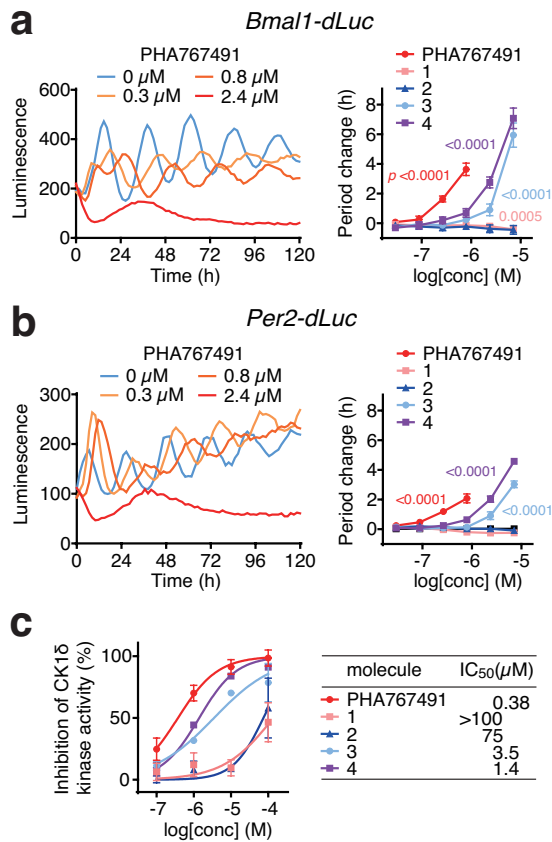 a
Bmal1-dLuc
PHA767491
0 µM
0.8 µM
0.3 µM
2.4 µM
Luminescence
600
400
200
0
0 24 48 72 96 120
Time (h)
PHA767491
1
2
3
4
Period change (h)
8
6
4
2
0
p <0.0001
<0.0001
<0.0001
0.0005
-7 -6 -5
log[conc] (M)
b
Per2-dLuc
PHA767491
0 µM
0.8 µM
0.3 µM
2.4 µM
Luminescence
300
200
100
0
0 24 48 72 96 120
Time (h)
PHA767491
1
2
3
4
Period change (h)
8
6
4
2
0
<0.0001
<0.0001
<0.0001
-7 -6 -5
log[conc] (M)
c
Inhibition of CK1δ
kinase activity (%)
100
50
0
-7 -6 -5 -4
log[conc] (M)
molecule IC50(µM)
PHA767491 0.38
1 >100
2 75
3 3.5
4 1.4